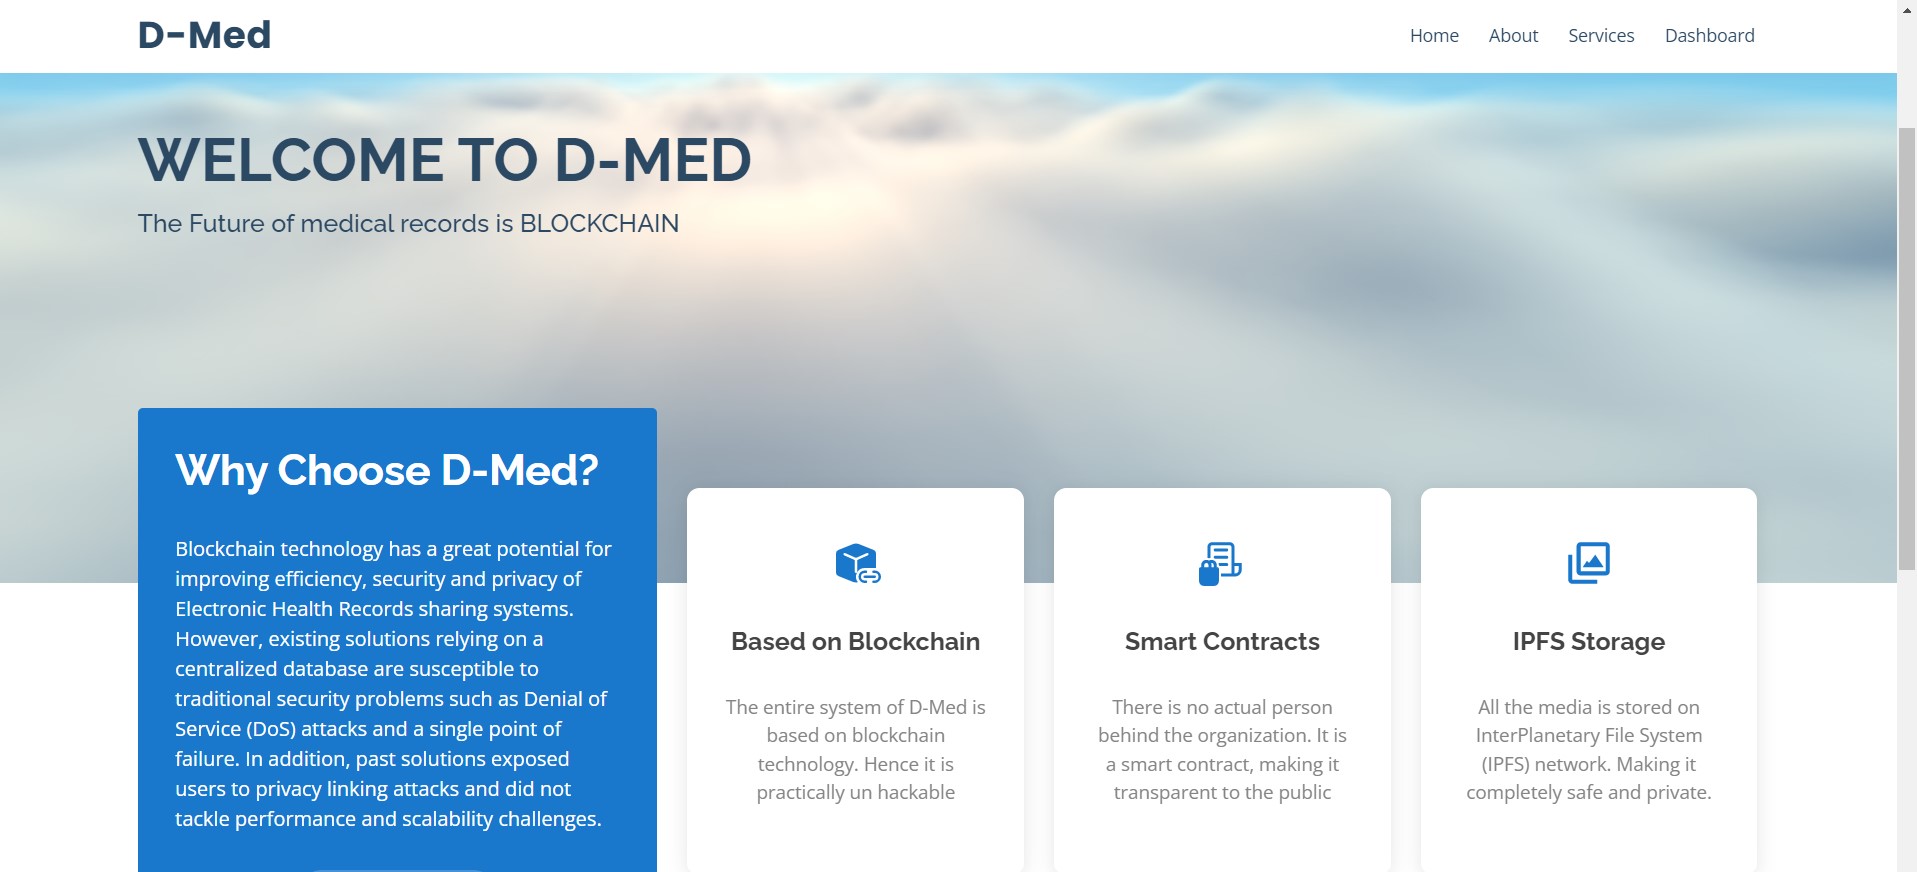 D-Med
Home About Services Dashboard
WELCOME TO D-MED
The Future of medical records is BLOCKCHAIN
Why Choose D-Med?
Blockchain technology has a great potential for
improving efficiency, security and privacy of
Electronic Health Records sharing systems.
However, existing solutions relying on a
centralized database are susceptible to
traditional security problems such as Denial of
Service (DoS) attacks and a single point of
failure. In addition, past solutions exposed
users to privacy linking attacks and did not
tackle performance and scalability challenges.
Based on Blockchain
The entire system of D-Med is
based on blockchain
technology. Hence it is
practically un hackable
Smart Contracts
There is no actual person
behind the organization. It is
a smart contract, making it
transparent to the public
IPFS Storage
All the media is stored on
InterPlanetary File System
(IPFS) network. Making it
completely safe and private.